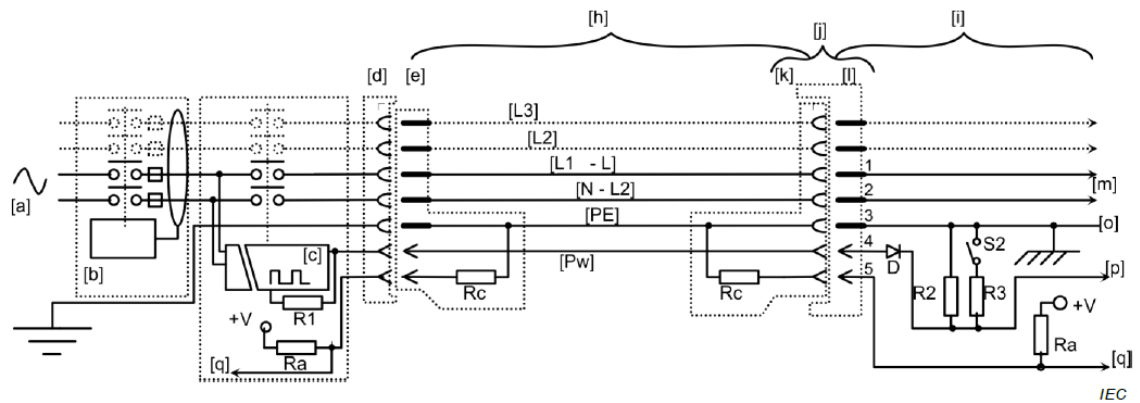 [h]
[i]
[j]
[d]
[e]
[k]
[l]
[L3]
[L2]
[L1 - L]
1
[a]
[N - L2]
2
[m]
[PE]
3
[o]
[b]
[c]
[Pw]
4
D
S2
Rc
Rc
5
[p]
R1
R2
R3
+V
+V
Ra
Ra
[q]
[q]
IEC